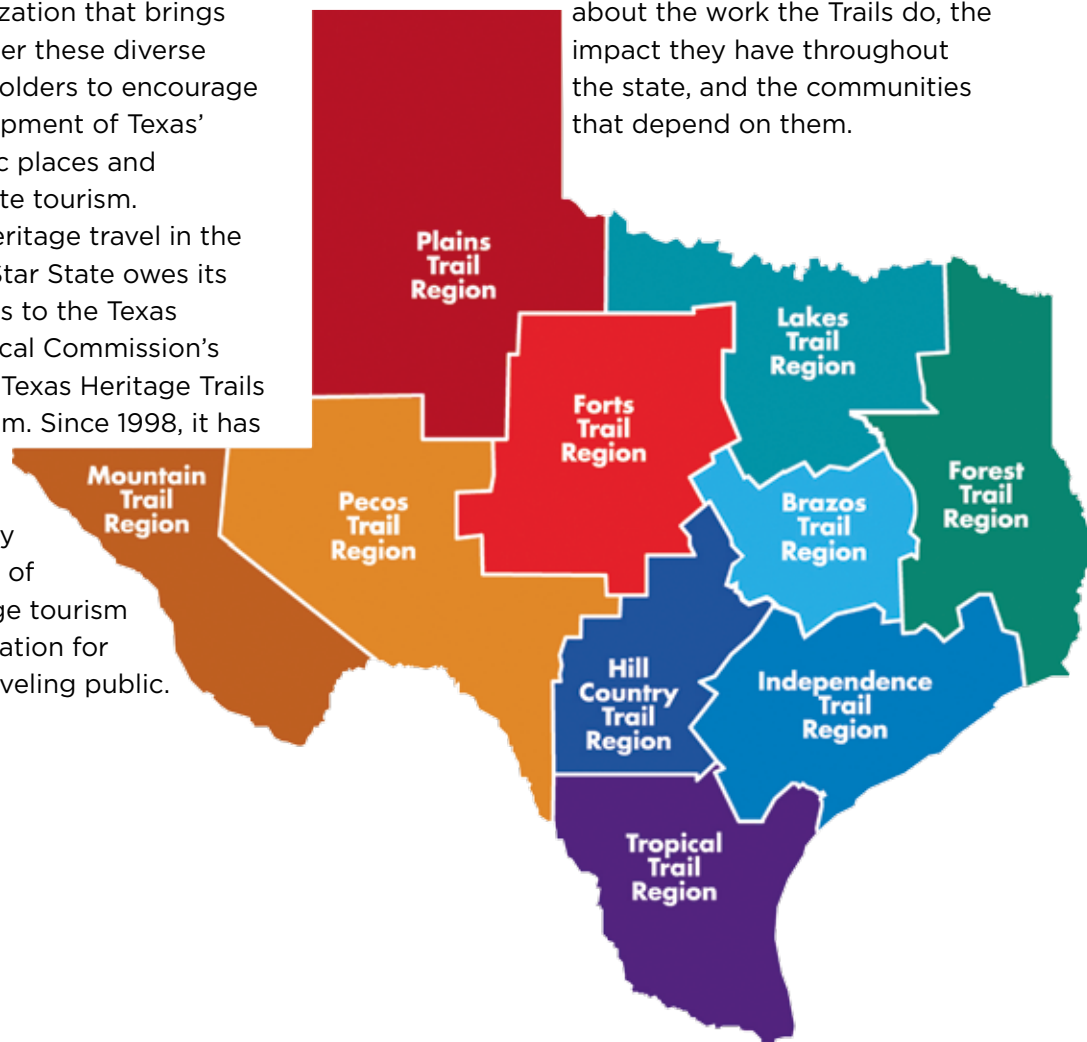 zation that brings
er these diverse
olders to encourage
pment of Texas’
c places and
te tourism.
eritage travel in the
Star State owes its
s to the Texas
cal Commission’s
Texas Heritage Trails
m. Since 1998, it has
y
of
ge tourism
ation for
veling public.
about the work the Trails do, the
impact they have throughout
the state, and the communities
that depend on them.
Plains
Trail
Region
Lakes
Trail
Region
Forts
Trail
Region
Mountain
Trail
Region
Pecos
Trail
Region
Brazos
Trail
Region
Forest
Trail
Region
Hill
Country
Trail
Region
Independence
Trail
Region
Tropical
Trail
Region